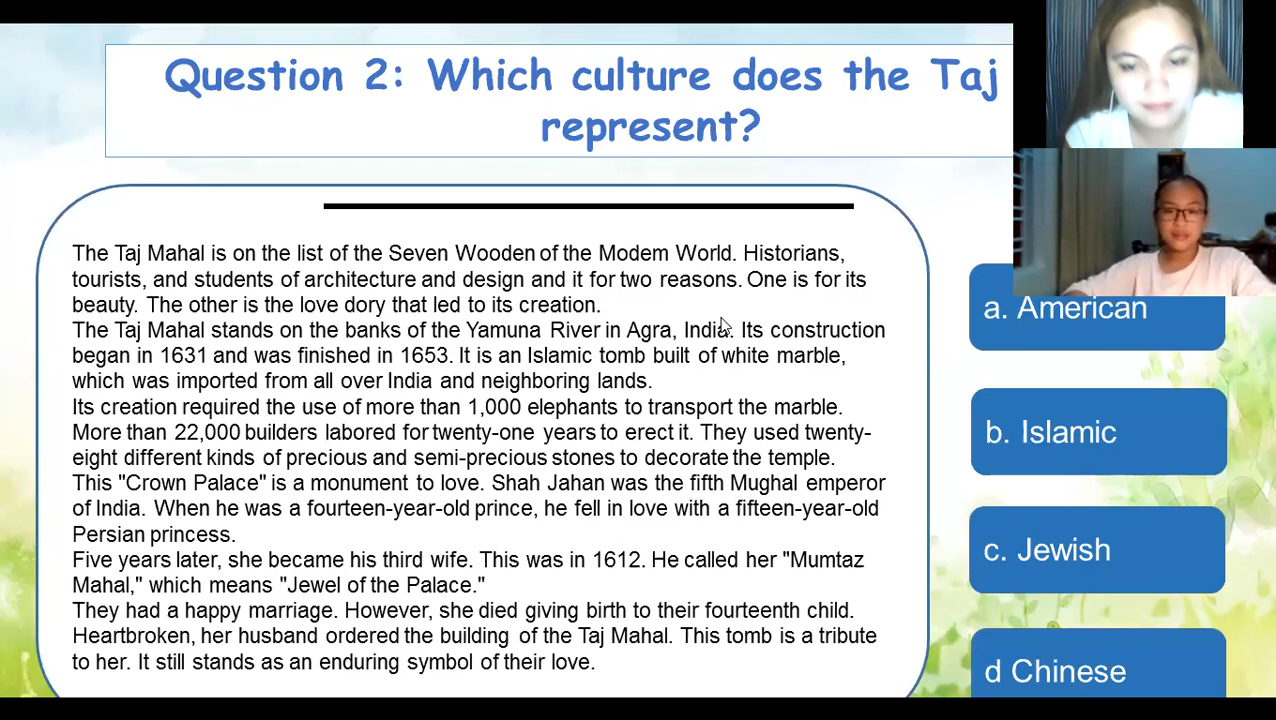 Question 2: Which culture does the Taj
represent?
The Taj Mahal is on the list of the Seven Wooden of the Modem World. Historians,
tourists, and students of architecture and design and it for two reasons. One is for its
beauty. The other is the love dory that led to its creation.
The Taj Mahal stands on the banks of the Yamuna River in Agra, India. Its construction
began in 1631 and was finished in 1653. It is an Islamic tomb built of white marble,
which was imported from all over India and neighboring lands.
Its creation required the use of more than 1,000 elephants to transport the marble.
More than 22,000 builders labored for twenty-one years to erect it. They used twenty-
eight different kinds of precious and semi-precious stones to decorate the temple.
This "Crown Palace" is a monument to love. Shah Jahan was the fifth Mughal emperor
of India. When he was a fourteen-year-old prince, he fell in love with a fifteen-year-old
Persian princess.
Five years later, she became his third wife. This was in 1612. He called her "Mumtaz
Mahal," which means "Jewel of the Palace."
They had a happy marriage. However, she died giving birth to their fourteenth child.
Heartbroken, her husband ordered the building of the Taj Mahal. This tomb is a tribute
to her. It still stands as an enduring symbol of their love.
a. American
b. Islamic
c. Jewish
d Chinese